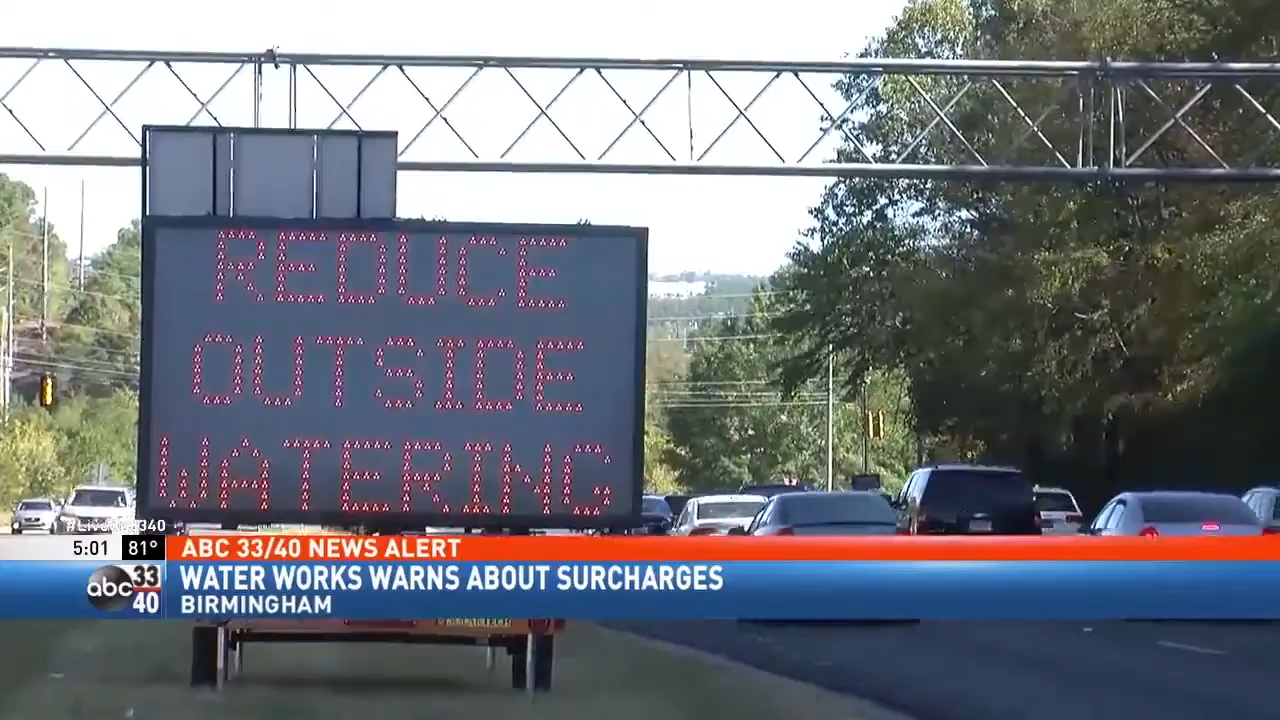 REDUCE
OUTSIDE
WATERING
5:01 81°
ABC 33/40 NEWS ALERT
abc 33 40
WATER WORKS WARNS ABOUT SURCHARGES
BIRMINGHAM